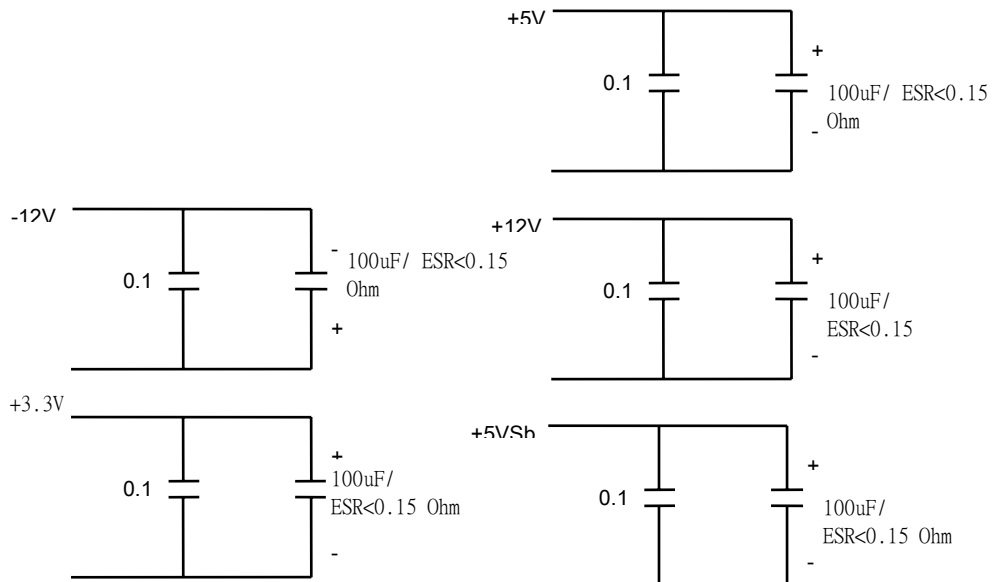 +5V
0.1
+
100uF/ ESR<0.15
Ohm
-
-12V
0.1
-
100uF/ ESR<0.15
Ohm
+
+12V
0.1
+
100uF/
ESR<0.15
-
+3.3V
0.1
+
100uF/
ESR<0.15 Ohm
-
+5VSb
0.1
+
100uF/
ESR<0.15 Ohm
-